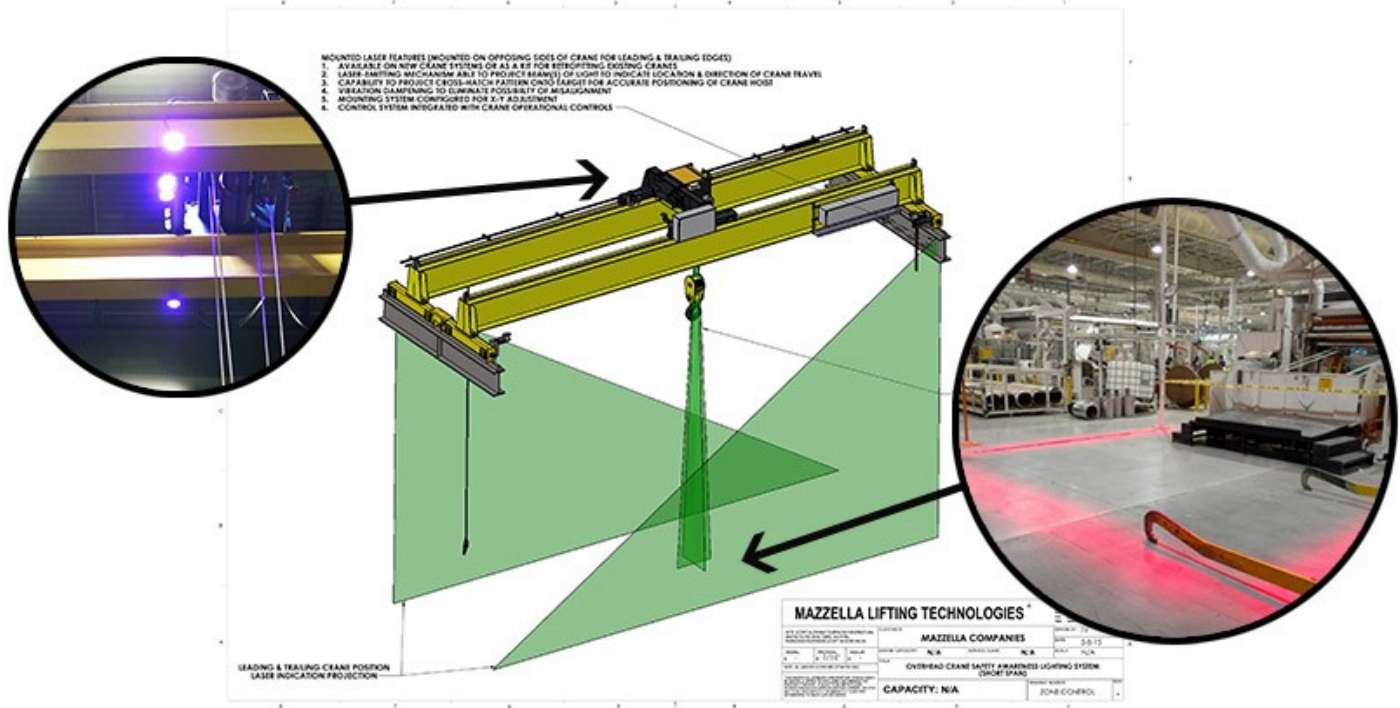 MOUNTED LASER FEATURES (MOUNTED ON OPPOSING SIDES OF CRANE FOR LEADING & TRAILING EDGES)
1. AVAILABLE ON NEW CRANE SYSTEMS OR AS A KIT FOR RETROFITTING EXISTING CRANES
2. LASER-EMITTING MECHANISM ABLE TO PROJECT BEAM(S) OF LIGHT TO INDICATE LOCATION & DIRECTION OF CRANE TRAVEL
3. CAPABILITY TO PROJECT CROSS-HATCH PATTERN ONTO TARGET FOR ACCURATE POSITIONING OF CRANE HOIST
4. VIBRATION DAMPENING TO ELIMINATE POSSIBILITY OF MISALIGNMENT
5. MOUNTING SYSTEM CONFIGURED FOR X-Y ADJUSTMENT
6. CONTROL SYSTEM INTEGRATED WITH CRANE OPERATIONAL CONTROLS
LEADING & TRAILING CRANE POSITION
LASER INDICATION PROJECTION
MAZZELLA LIFTING TECHNOLOGIES
MAZZELLA COMPANIES
N/A N/A N/A
OVERHEAD CRANE SAFETY AWARENESS LIGHTING SYSTEM
(SHORT SPAN)
CAPACITY: N/A
ZONE-CONTROL